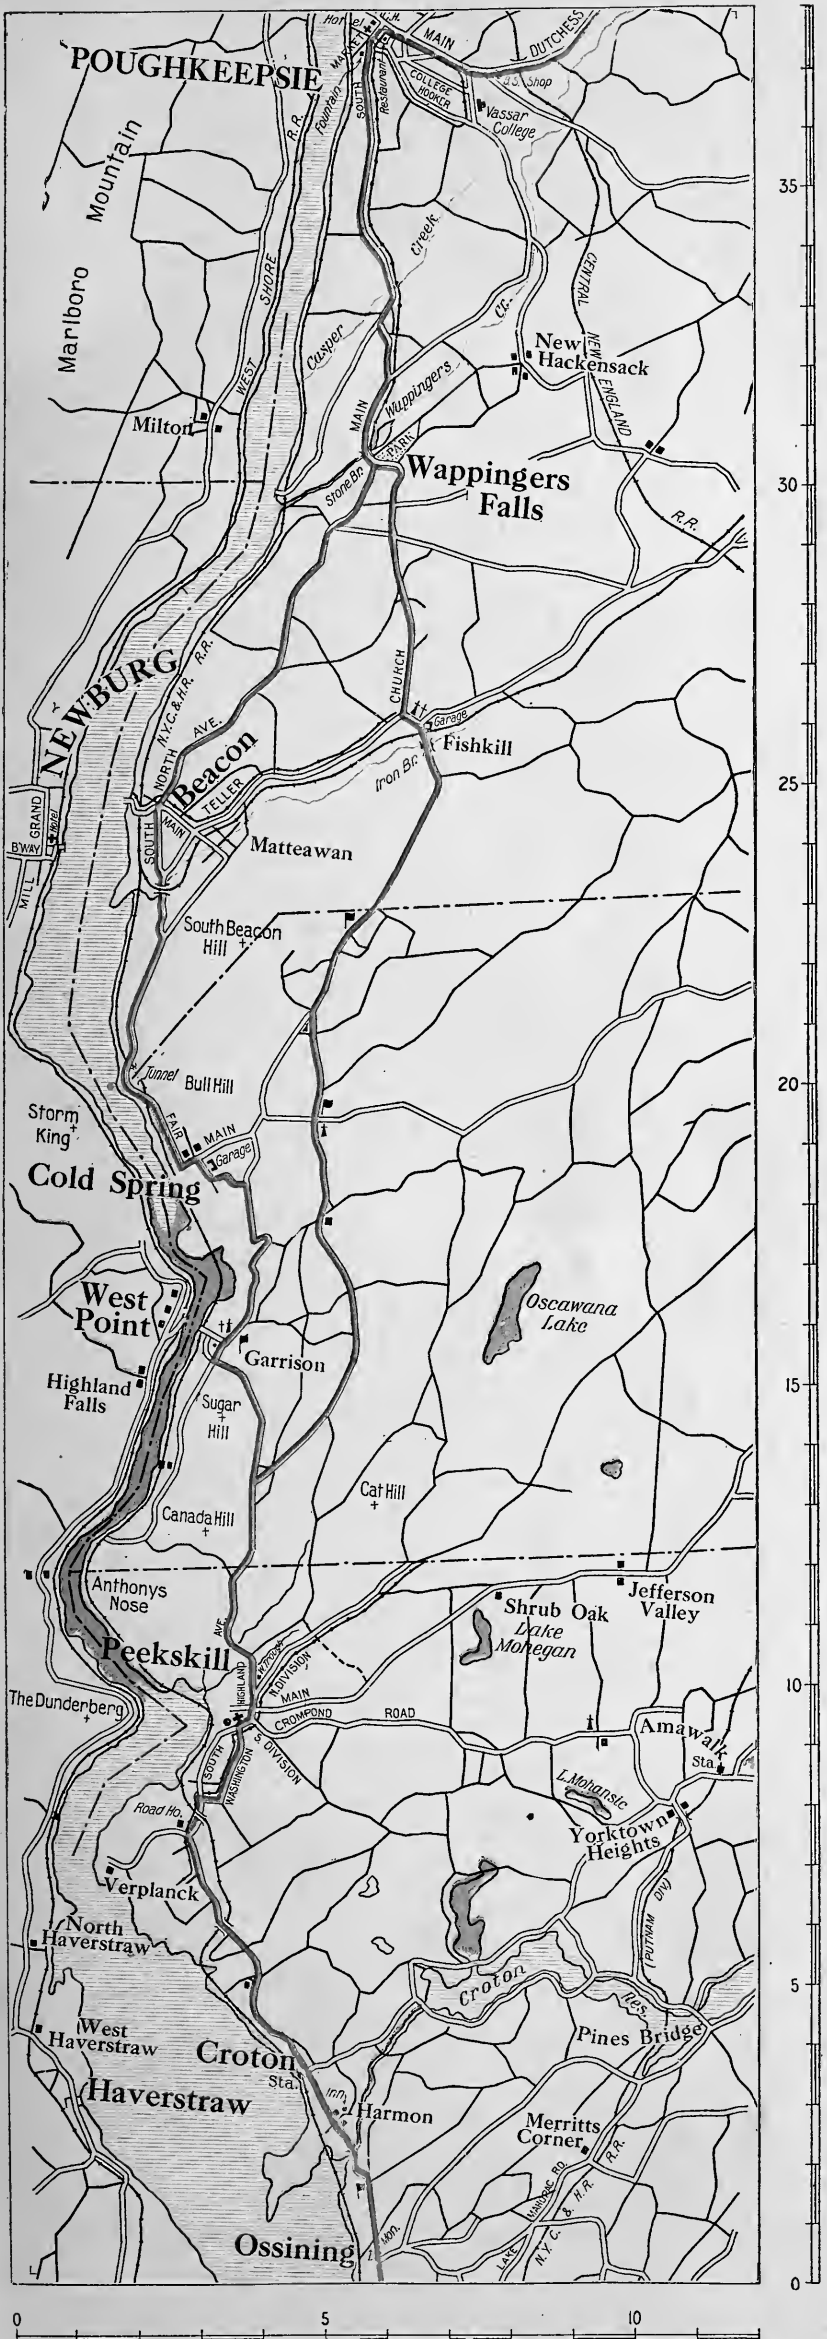 Hotel
C.H.
MAIN
DUTCHESS
MARKET
POUGHKEEPSIE
R.R.
Fountain
SOUTH
Restaurant
COLLEGE
HOOKER
B.S. Shop
Vassar
College
35
Marlboro Mountain
Creek
SHORE
CENTRAL
Cr.
Casper
New
Hackensack
NEW ENGLAND
WEST
Wappingers
MAIN
Milton
PARK
Wappingers
Falls
Stone Br.
30
R.R.
NEWBURG
N.Y.C.&H.R. R.R.
CHURCH
AVE.
Garage
NORTH
Beacon
Fishkill
Iron Br.
25
TELLER
GRAND
Hotel
MAIN
B'WAY
SOUTH
Matteawan
MILL
South Beacon
Hill
Tunnel
Bull Hill
20
Storm
King
FAIR
MAIN
Garage
Cold Spring
West
Point
Oscawana
Lake
Garrison
Highland
Falls
15
Sugar
Hill
Cat Hill
Canada Hill
Anthonys
Nose
Jefferson
Valley
Shrub Oak
AVE.
Lake
Mohegan
Peekskill
N. DIVISION
HIGHLAND
10
MAIN
The Dunderberg
CROMPOND
ROAD
Amawalk
Sta.
SOUTH
WASHINGTON
S. DIVISION
L. Mohansic
Road Ho.
Yorktown
Heights
Verplanck
(PUTNAM DIV.)
North
Haverstraw
Croton
Res.
5
West
Haverstraw
Pines Bridge
Croton
Sta.
Haverstraw
Inn
Harmon
Merritts
Corner
R.R.
MAHOPAC RD.
N.Y.C. & H.R.
LAKE
Mon.
Ossining
0
0
5
10